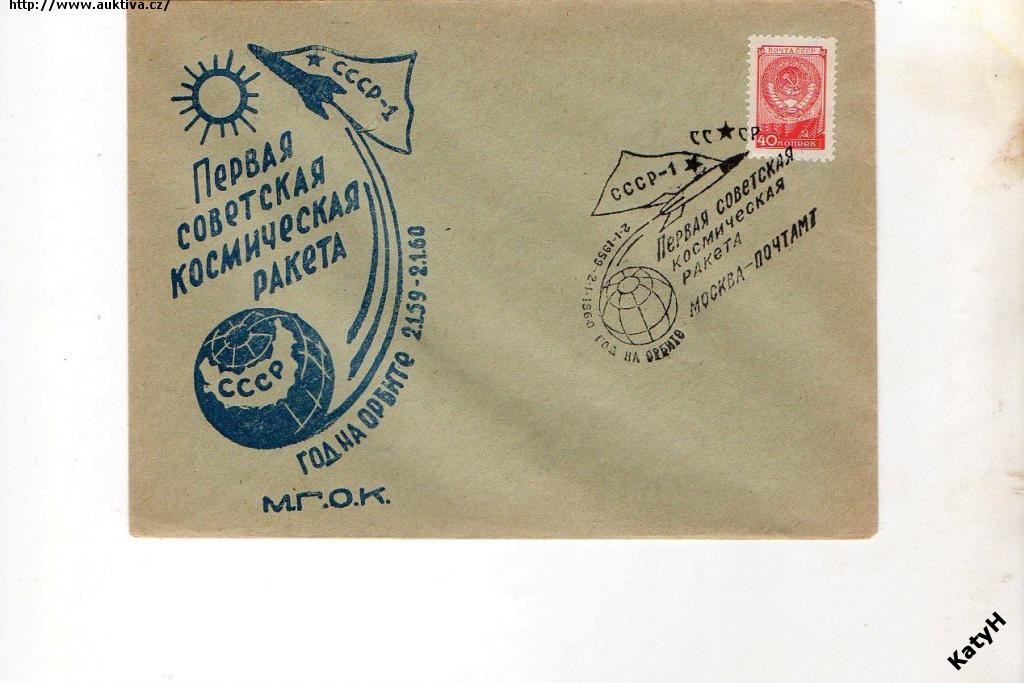 http://www.auktiva.cz/
СССР-1
Первая
советская
космическая
ракета
СССР
ГОД НА ОРБИТЕ 2.1.59-2.1.60
М.Г.О.К.
ПОЧТА СССР
40 КОПЕЕК
СС СР
СССР-1
Первая советская
космическая
ракета
МОСКВА-ПОЧТАМТ
2-1-1959-2-1-1960 ГОД НА ОРБИТЕ
KatyH